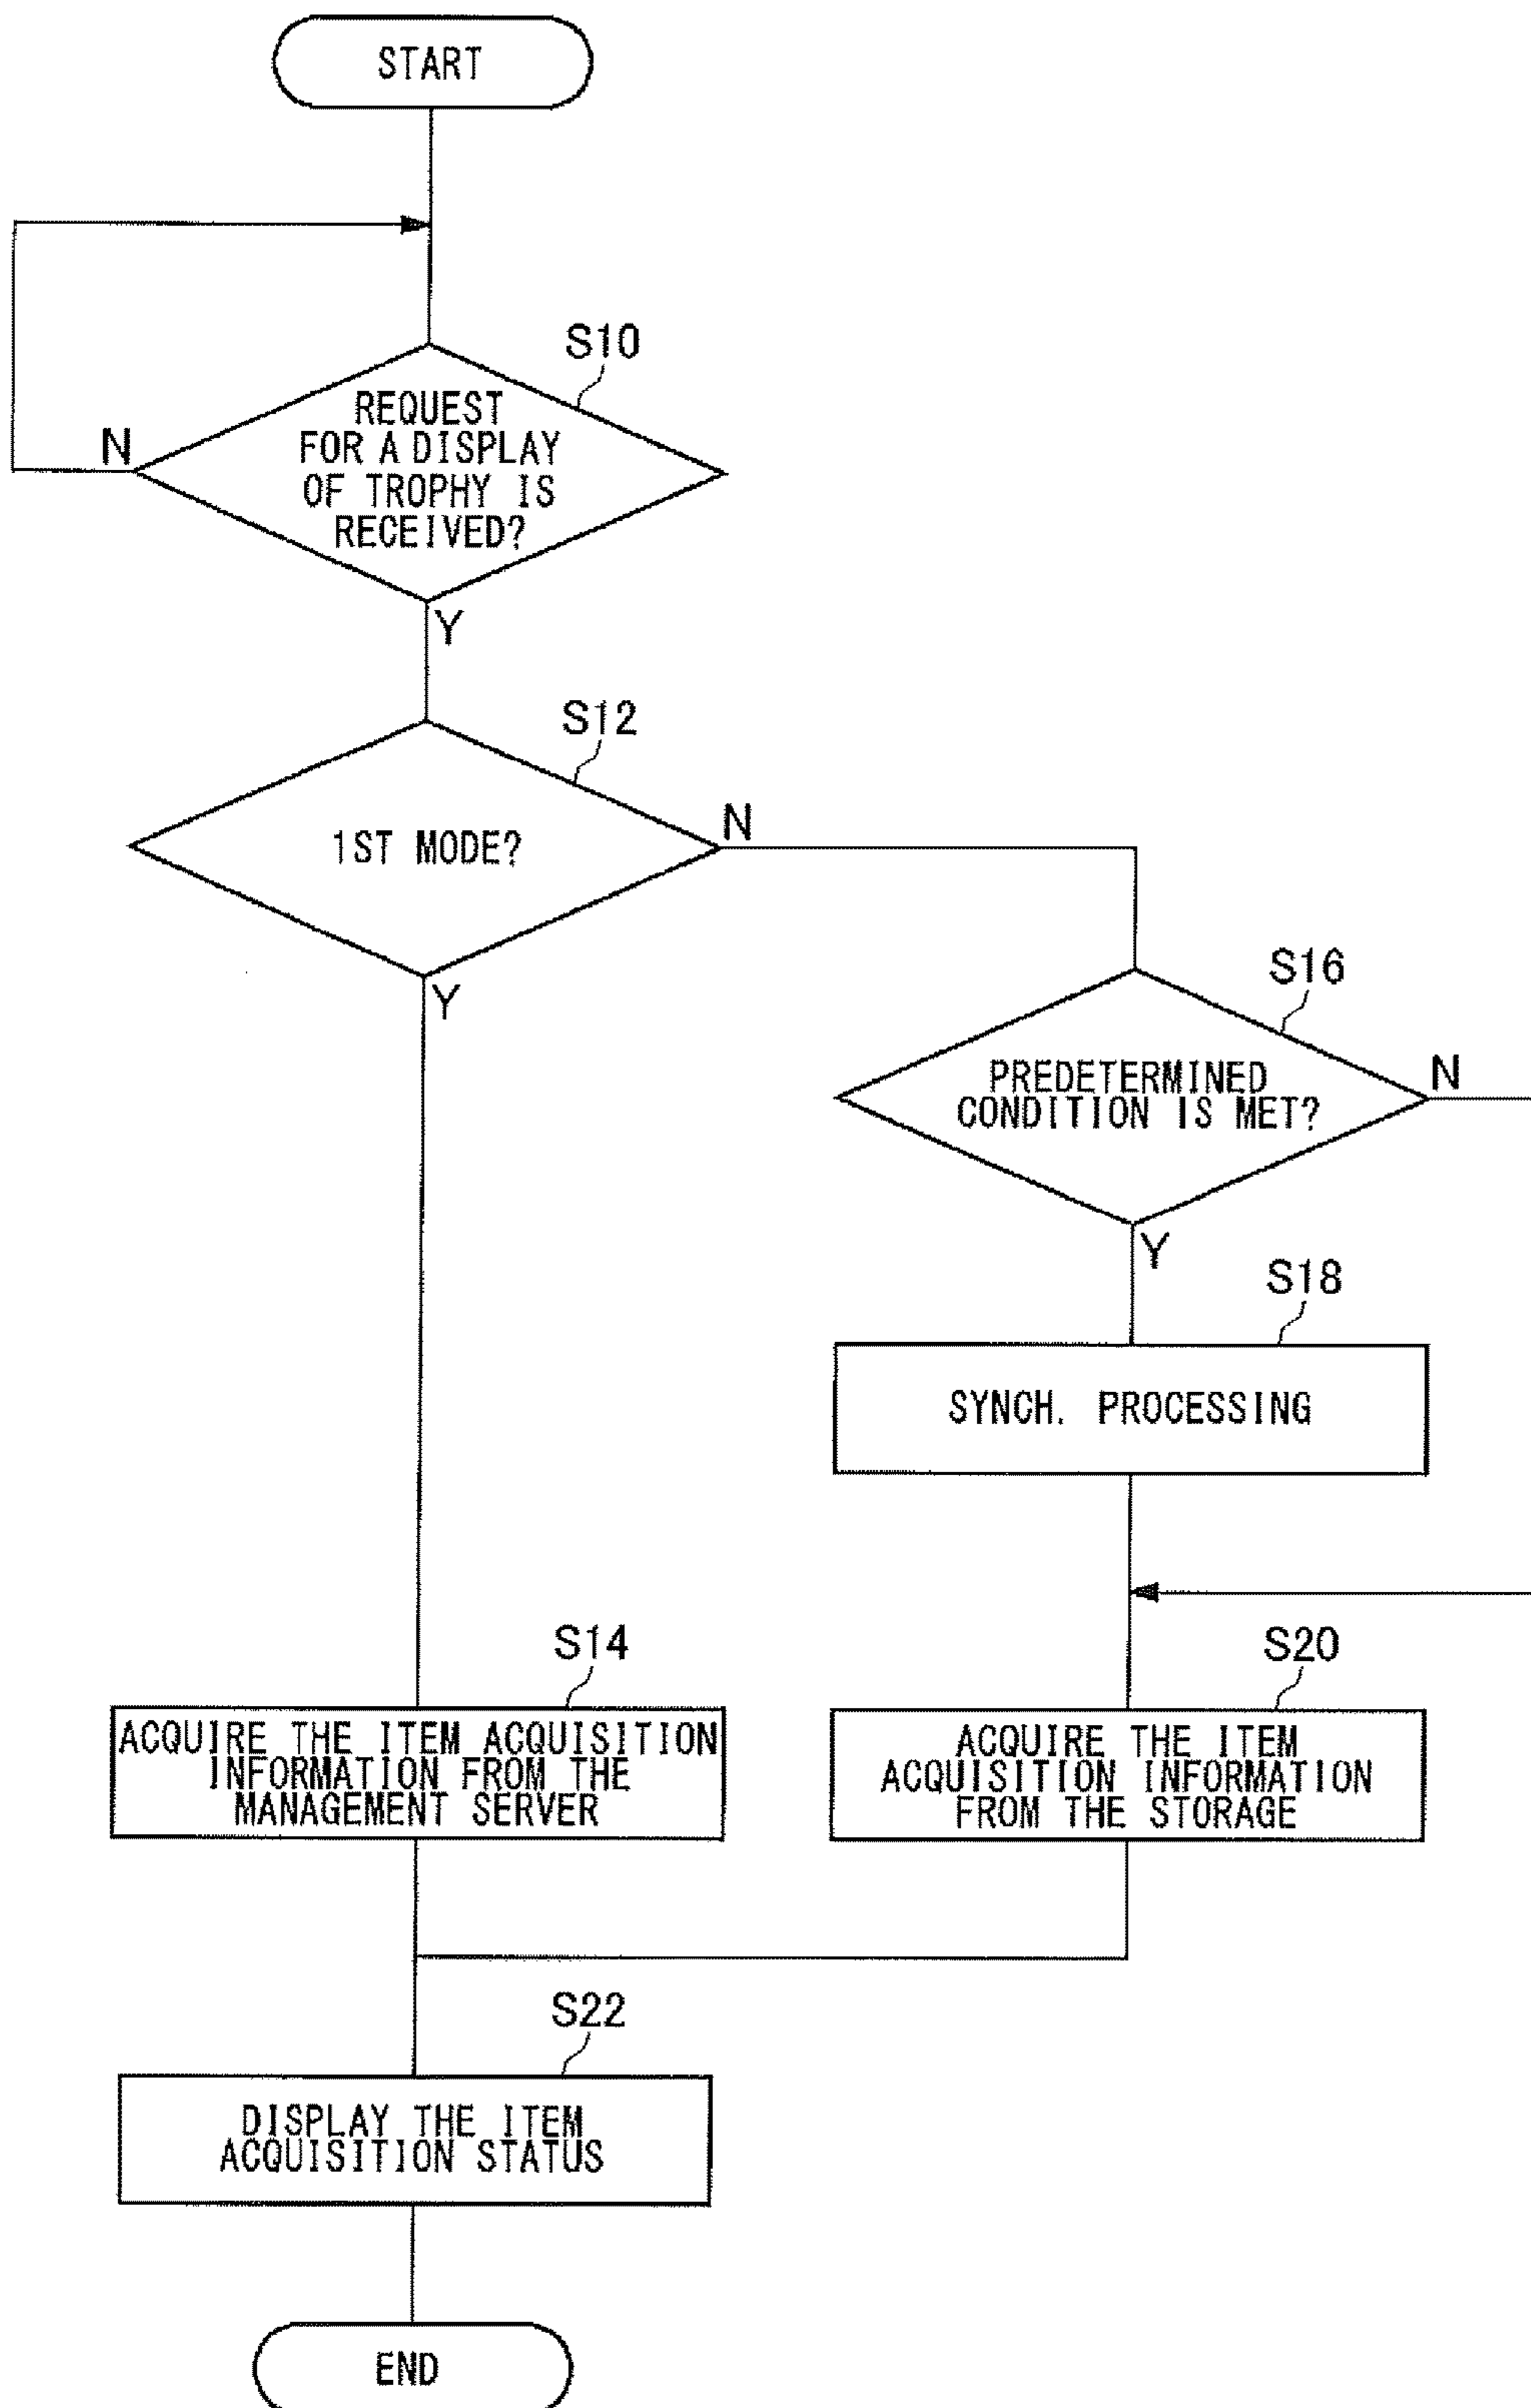 START
S10
REQUEST
FOR A DISPLAY
OF TROPHY IS
RECEIVED?
N
Y
S12
1ST MODE?
N
Y
S16
PREDETERMINED
CONDITION IS MET?
N
Y
S18
SYNCH. PROCESSING
S14
ACQUIRE THE ITEM ACQUISITION
INFORMATION FROM THE
MANAGEMENT SERVER
S20
ACQUIRE THE ITEM
ACQUISITION INFORMATION
FROM THE STORAGE
S22
DISPLAY THE ITEM
ACQUISITION STATUS
END